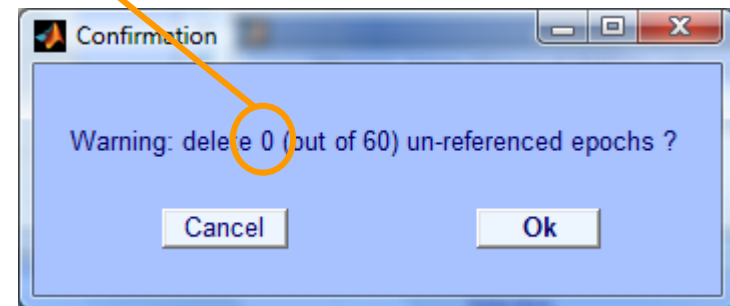 Confirmation
Warning: delete 0 (out of 60) un-referenced epochs ?
Cancel Ok